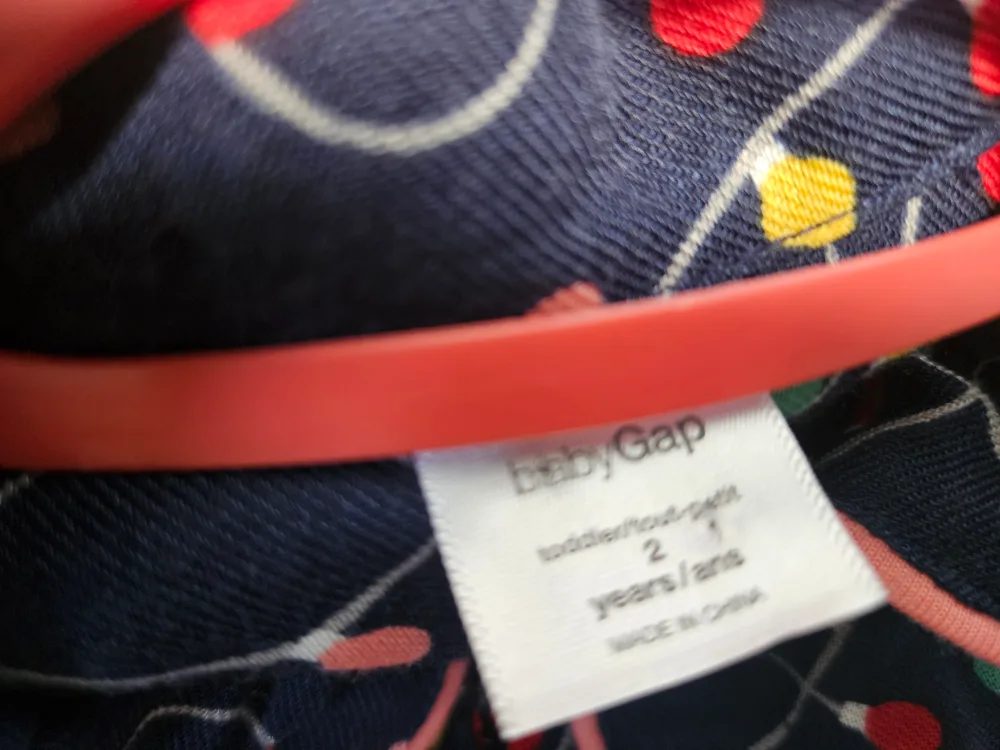 babyGap
toddler/tout-petit
2
years/ans
MADE IN CHINA